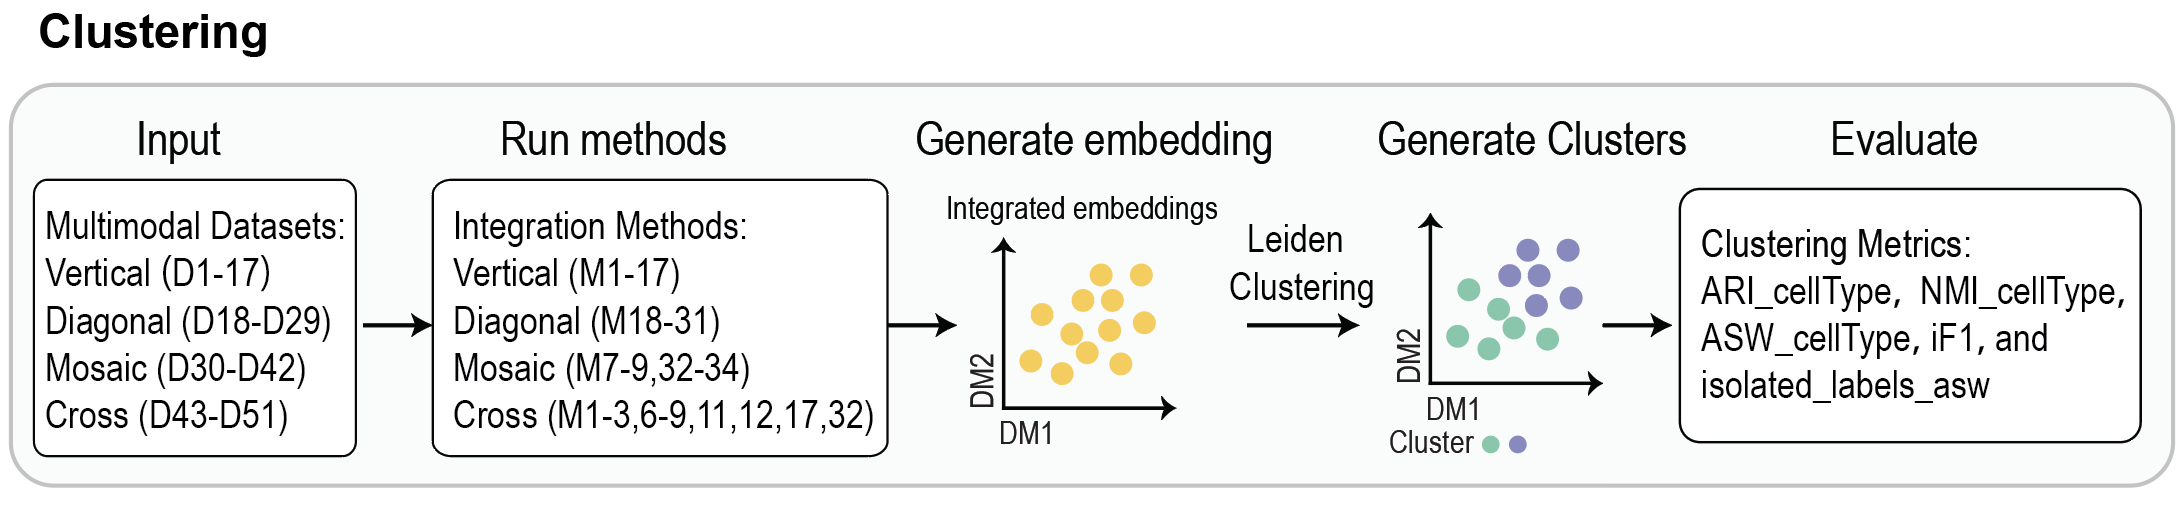 Clustering
Input
Run methods
Generate embedding
Generate Clusters
Evaluate
Multimodal Datasets:
Vertical (D1-17)
Diagonal (D18-D29)
Mosaic (D30-D42)
Cross (D43-D51)
Integration Methods:
Vertical (M1-17)
Diagonal (M18-31)
Mosaic (M7-9,32-34)
Cross (M1-3,6-9,11,12,17,32)
Integrated embeddings
DM2
DM1
Leiden
Clustering
DM2
DM1
Cluster
Clustering Metrics:
ARI_cellType, NMI_cellType,
ASW_cellType, iF1, and
isolated_labels_asw